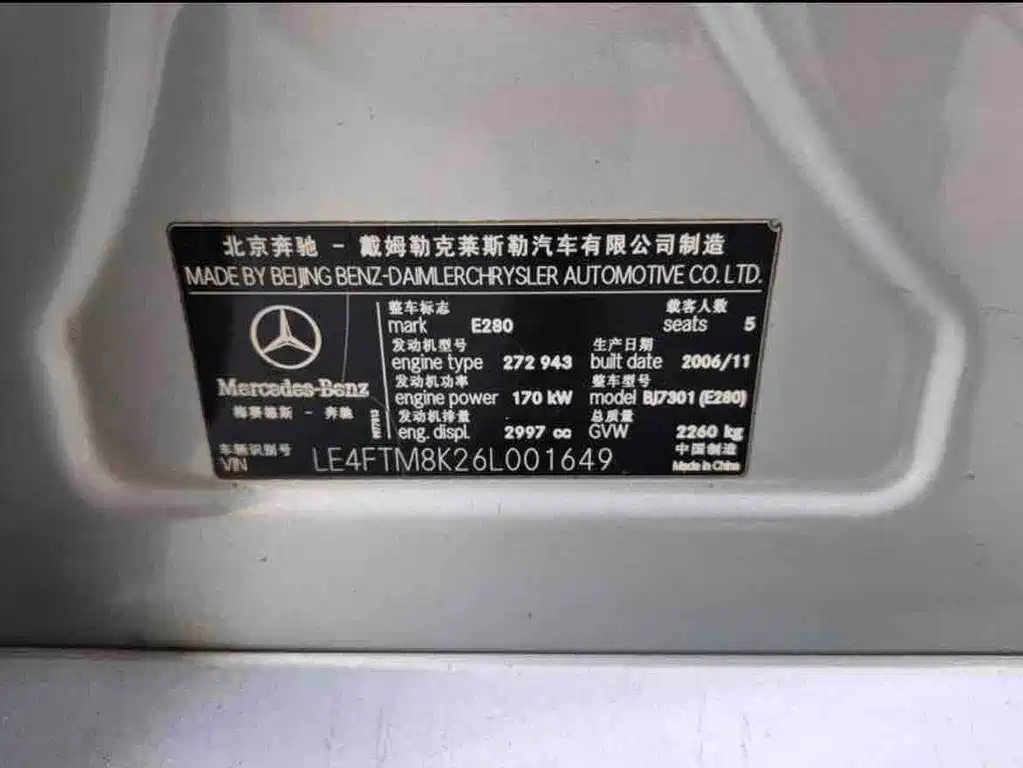 北京奔驰 - 戴姆勒克莱斯勒汽车有限公司制造
MADE BY BEIJING BENZ-DAIMLERCHRYSLER AUTOMOTIVE CO. LTD.
Mercedes-Benz
梅赛德斯 - 奔驰
整车标志 载客人数
mark E280 seats 5
发动机型号 生产日期
engine type 272 943 built date 2006/11
发动机功率 整车型号
engine power 170 kW model BJ7301 (E280)
发动机排量 总质量
eng. displ. 2997 cc GVW 2260 kg
车辆识别号 中国制造
VIN LE4FTM8K26L001649 Made in China